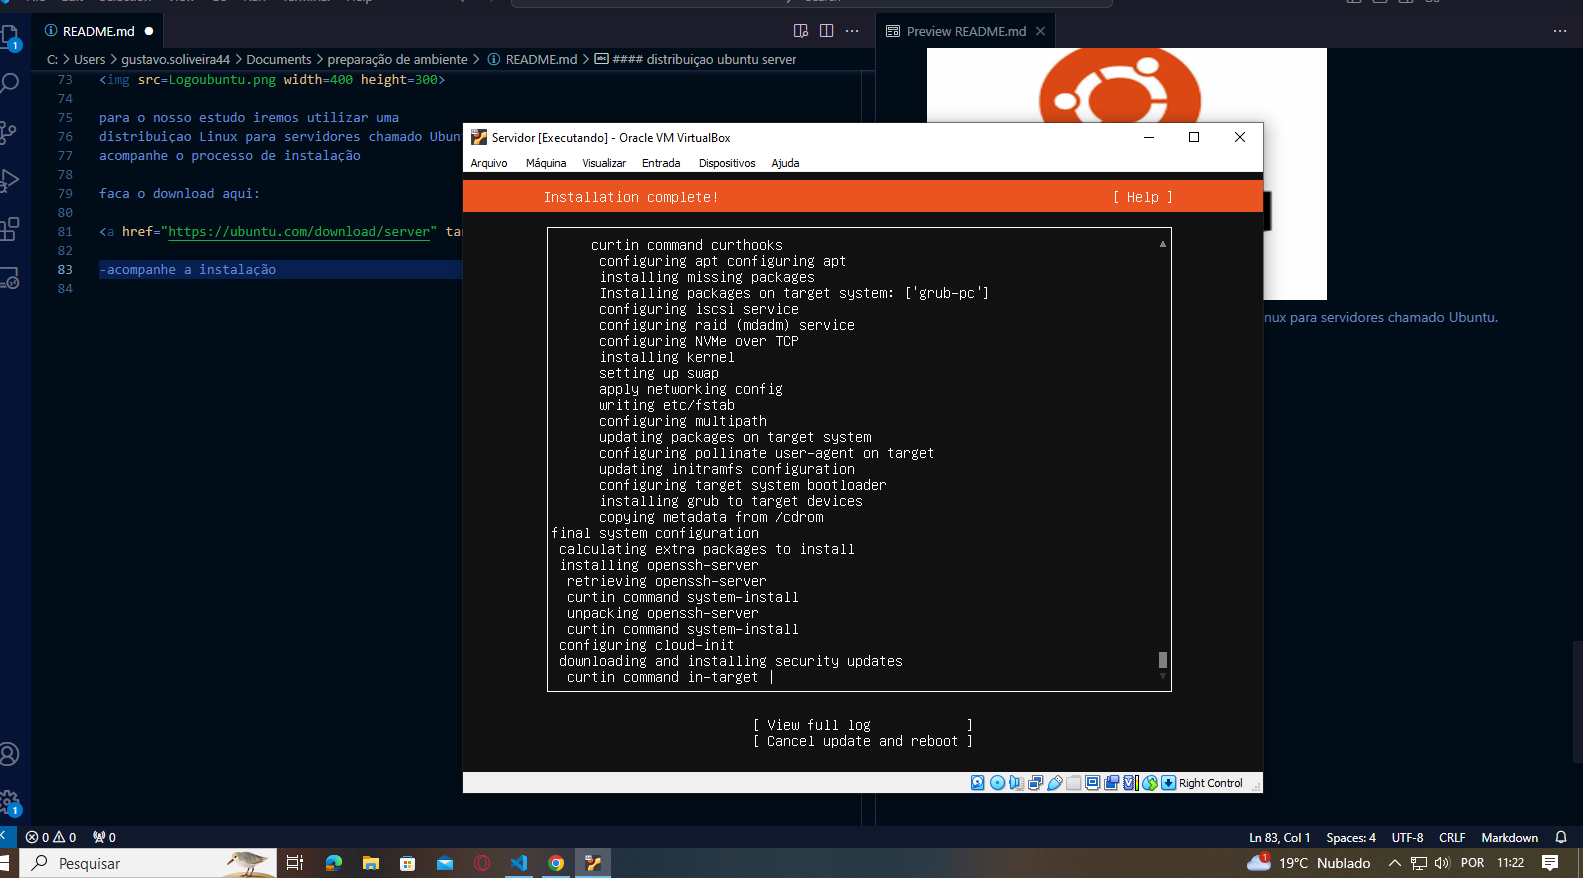 README.md
Preview README.md
C: > Users > gustavo.soliveira44 > Documents > preparação de ambiente > README.md > #### distribuiçao ubuntu server
73 <img src=Logoubuntu.png width=400 height=300>
74
75 para o nosso estudo iremos utilizar uma
76 distribuiçao Linux para servidores chamado Ubun
77 acompanhe o processo de instalação
78
79 faca o download aqui:
80
81 <a href="https://ubuntu.com/download/server" tar
82
83 -acompanhe a instalação
84
nux para servidores chamado Ubuntu.
Servidor [Executando] - Oracle VM VirtualBox
Arquivo Máquina Visualizar Entrada Dispositivos Ajuda
Installation complete! [ Help ]
curtin command curthooks
configuring apt configuring apt
installing missing packages
Installing packages on target system: ['grub-pc']
configuring iscsi service
configuring raid (mdadm) service
configuring NVMe over TCP
installing kernel
setting up swap
apply networking config
writing etc/fstab
configuring multipath
updating packages on target system
configuring pollinate user-agent on target
updating initramfs configuration
configuring target system bootloader
installing grub to target devices
copying metadata from /cdrom
final system configuration
calculating extra packages to install
installing openssh-server
retrieving openssh-server
curtin command system-install
unpacking openssh-server
curtin command system-install
configuring cloud-init
downloading and installing security updates
curtin command in-target |
[ View full log ]
[ Cancel update and reboot ]
Right Control
1
1
0 0 0
Ln 83, Col 1 Spaces: 4 UTF-8 CRLF Markdown
Pesquisar
1 19°C Nublado POR 11:22